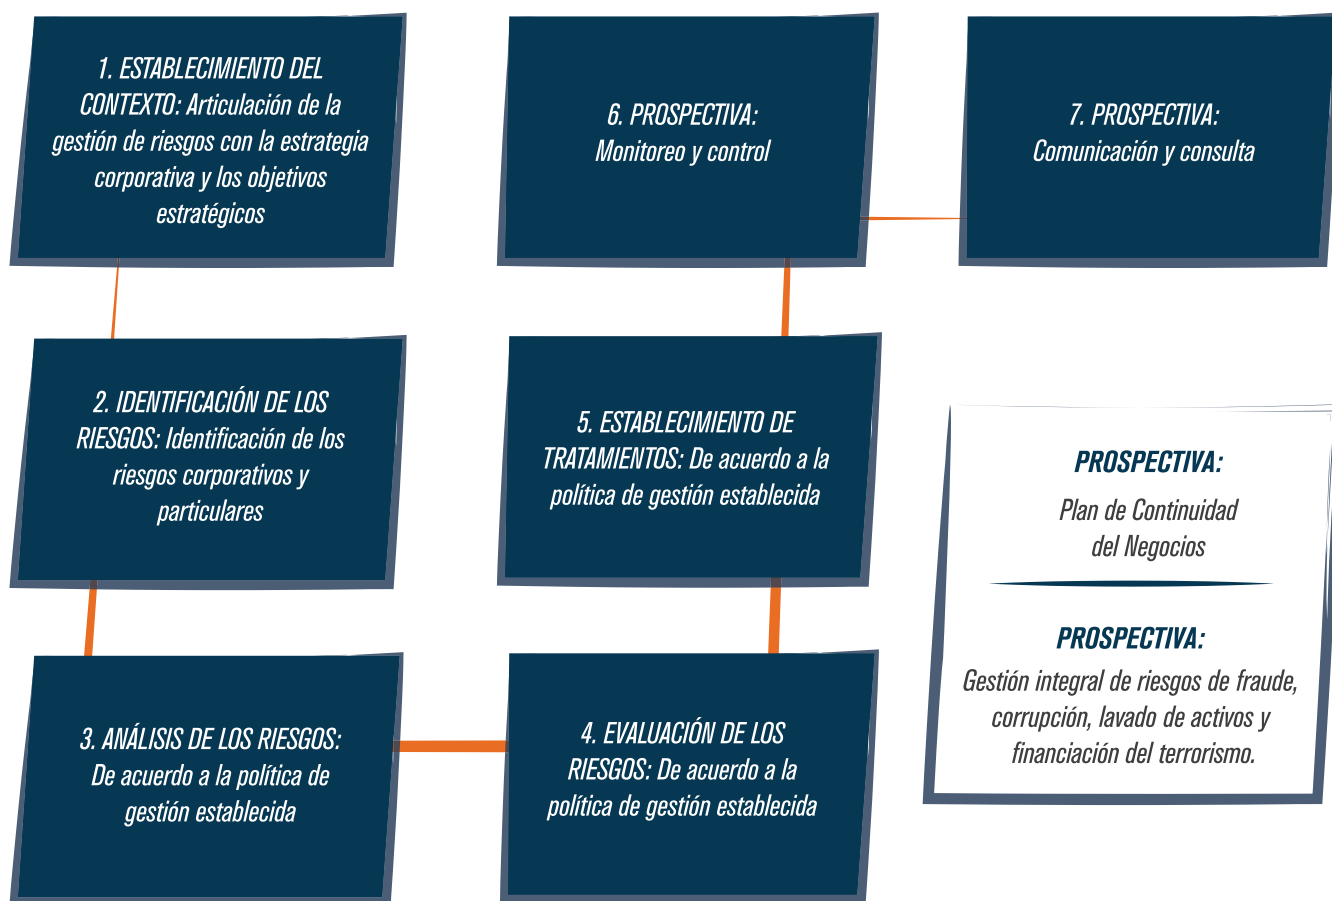 1. ESTABLECIMIENTO DEL
CONTEXTO: Articulación de la
gestión de riesgos con la estrategia
corporativa y los objetivos
estratégicos
2. IDENTIFICACIÓN DE LOS
RIESGOS: Identificación de los
riesgos corporativos y
particulares
3. ANÁLISIS DE LOS RIESGOS:
De acuerdo a la política de
gestión establecida
4. EVALUACIÓN DE LOS
RIESGOS: De acuerdo a la
política de gestión establecida
5. ESTABLECIMIENTO DE
TRATAMIENTOS: De acuerdo a la
política de gestión establecida
6. PROSPECTIVA:
Monitoreo y control
7. PROSPECTIVA:
Comunicación y consulta
PROSPECTIVA:
Plan de Continuidad
del Negocios
PROSPECTIVA:
Gestión integral de riesgos de fraude,
corrupción, lavado de activos y
financiación del terrorismo.